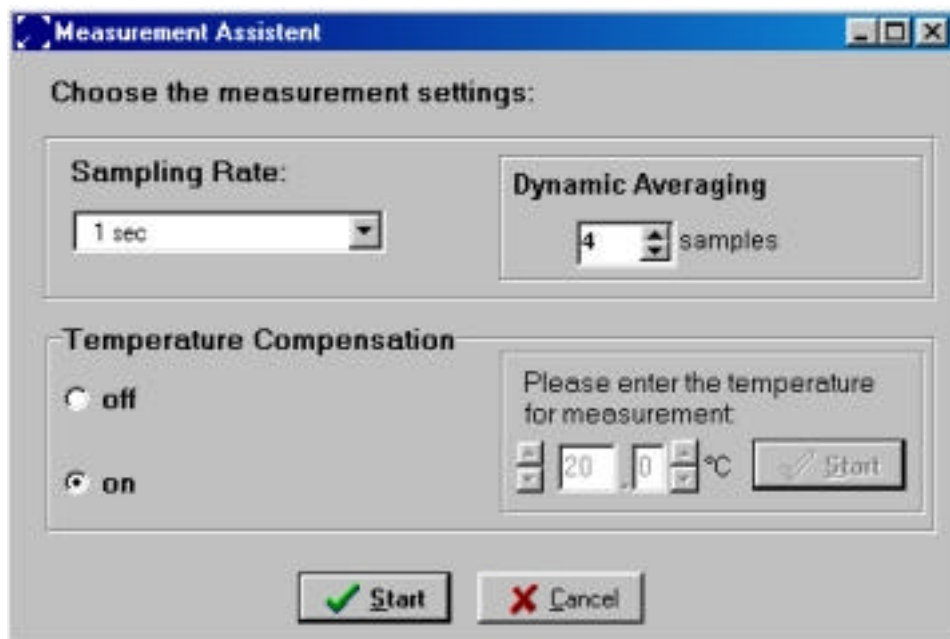 Measurement Assistent
Choose the measurement settings:
Sampling Rate:
1 sec
Dynamic Averaging
4 samples
Temperature Compensation
off
on
Please enter the temperature
for measurement:
20 .0 °C Start
Start Cancel